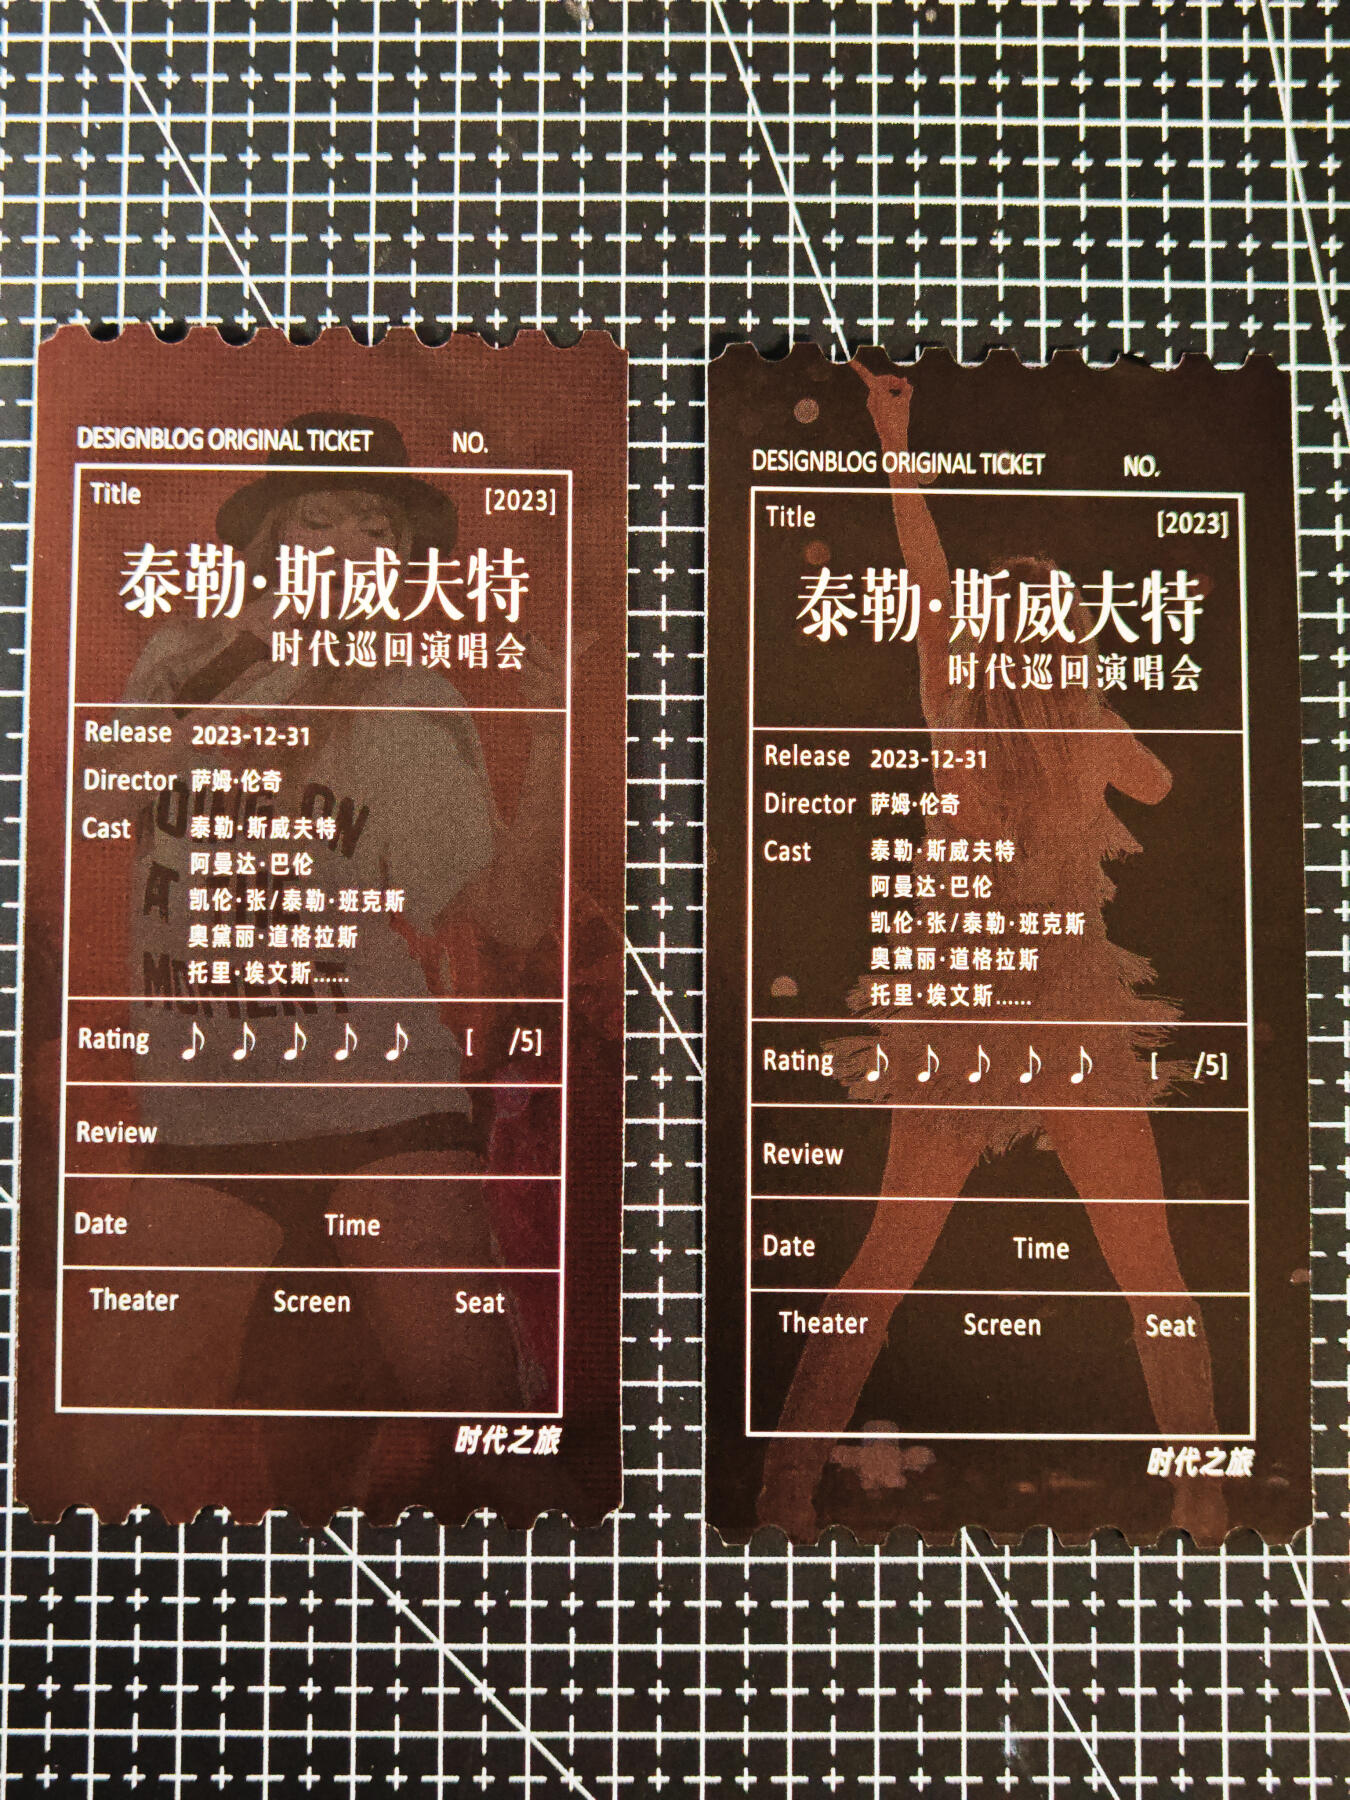 DESIGNBLOG ORIGINAL TICKET NO.
Title [2023]
泰勒·斯威夫特
时代巡回演唱会
Release 2023-12-31
Director 萨姆·伦奇
Cast 泰勒·斯威夫特
阿曼达·巴伦
凯伦·张/泰勒·班克斯
奥黛丽·道格拉斯
托里·埃文斯......
Rating [ /5]
Review
Date Time
Theater Screen Seat
时代之旅
DESIGNBLOG ORIGINAL TICKET NO.
Title [2023]
泰勒·斯威夫特
时代巡回演唱会
Release 2023-12-31
Director 萨姆·伦奇
Cast 泰勒·斯威夫特
阿曼达·巴伦
凯伦·张/泰勒·班克斯
奥黛丽·道格拉斯
托里·埃文斯......
Rating [ /5]
Review
Date Time
Theater Screen Seat
时代之旅